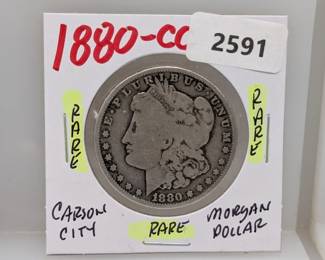 1880-CC
2591
E·PLURIBUS·UNUM
1880
RARE
RARE
CARSON CITY
RARE
MORGAN DOLLAR